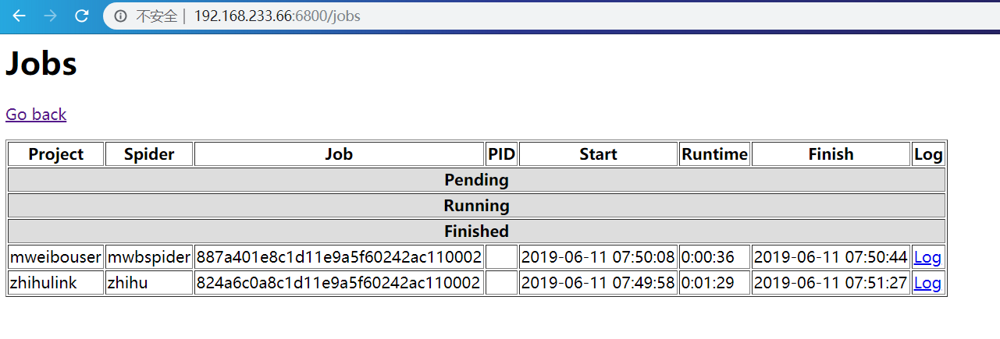 不安全 | 192.168.233.66:6800/jobs
Jobs
Go back
Project Spider Job PID Start Runtime Finish Log
Pending
Running
Finished
mweibouser mwbspider 887a401e8c1d11e9a5f60242ac110002 2019-06-11 07:50:08 0:00:36 2019-06-11 07:50:44 Log
zhihulink zhihu 824a6c0a8c1d11e9a5f60242ac110002 2019-06-11 07:49:58 0:01:29 2019-06-11 07:51:27 Log